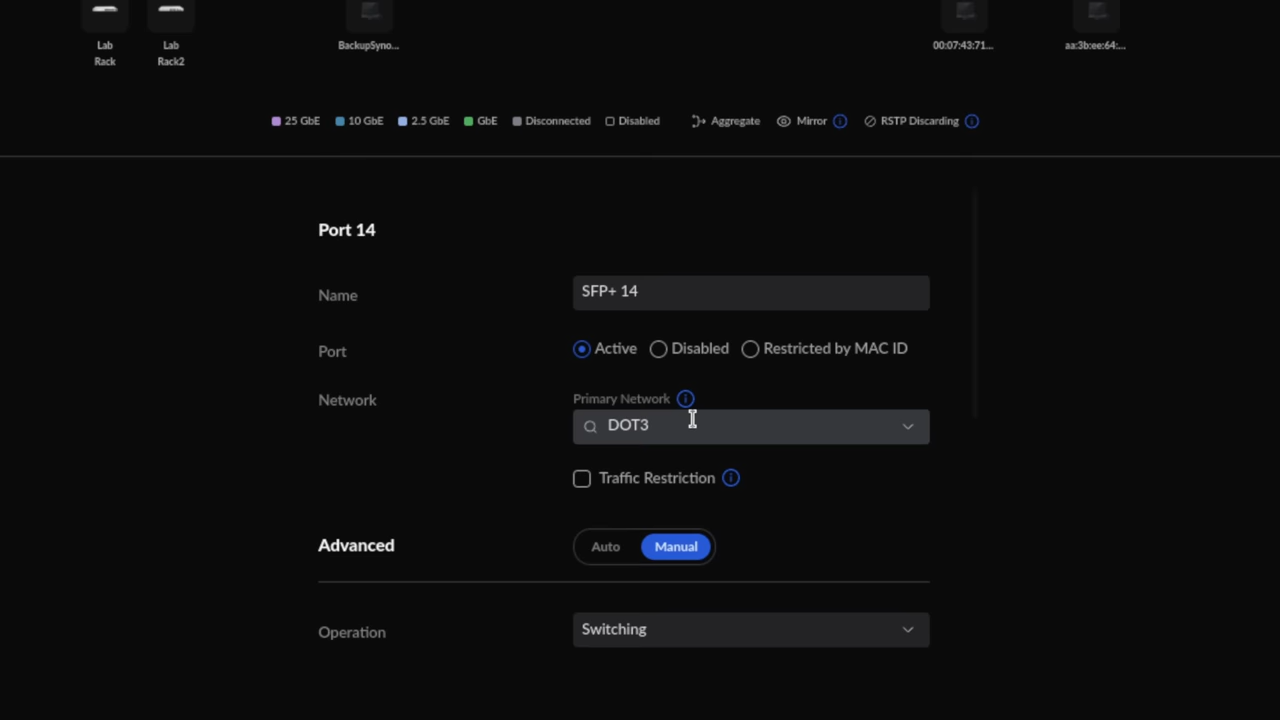 Lab Rack
Lab Rack2
BackupSyno...
00:07:43:71...
aa:3b:ee:64:...
25 GbE 10 GbE 2.5 GbE GbE Disconnected Disabled Aggregate Mirror RSTP Discarding
Port 14
Name SFP+ 14
Port Active Disabled Restricted by MAC ID
Network Primary Network
DOT3
Traffic Restriction
Advanced Auto Manual
Operation Switching